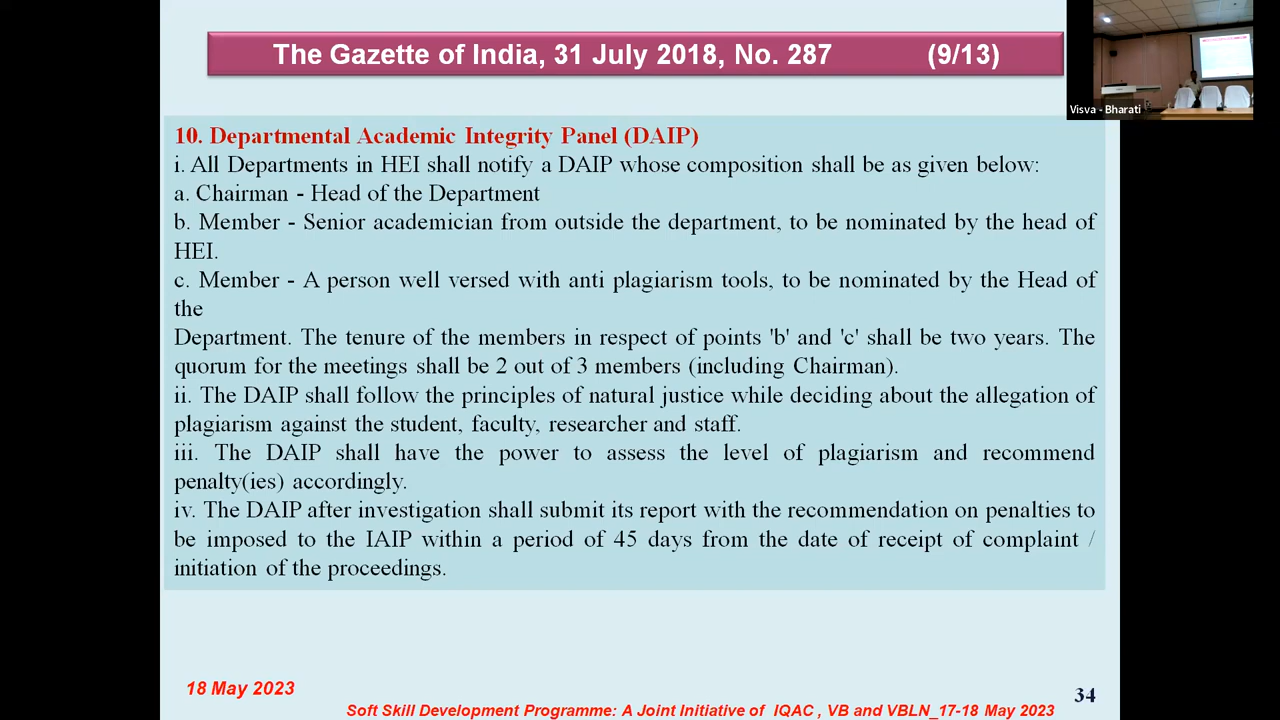 The Gazette of India, 31 July 2018, No. 287 (9/13)
Visva - Bharati
10. Departmental Academic Integrity Panel (DAIP)
i. All Departments in HEI shall notify a DAIP whose composition shall be as given below:
a. Chairman - Head of the Department
b. Member - Senior academician from outside the department, to be nominated by the head of
HEI.
c. Member - A person well versed with anti plagiarism tools, to be nominated by the Head of
the
Department. The tenure of the members in respect of points 'b' and 'c' shall be two years. The
quorum for the meetings shall be 2 out of 3 members (including Chairman).
ii. The DAIP shall follow the principles of natural justice while deciding about the allegation of
plagiarism against the student, faculty, researcher and staff.
iii. The DAIP shall have the power to assess the level of plagiarism and recommend
penalty(ies) accordingly.
iv. The DAIP after investigation shall submit its report with the recommendation on penalties to
be imposed to the IAIP within a period of 45 days from the date of receipt of complaint /
initiation of the proceedings.
18 May 2023
34
Soft Skill Development Programme: A Joint Initiative of IQAC , VB and VBLN_17-18 May 2023